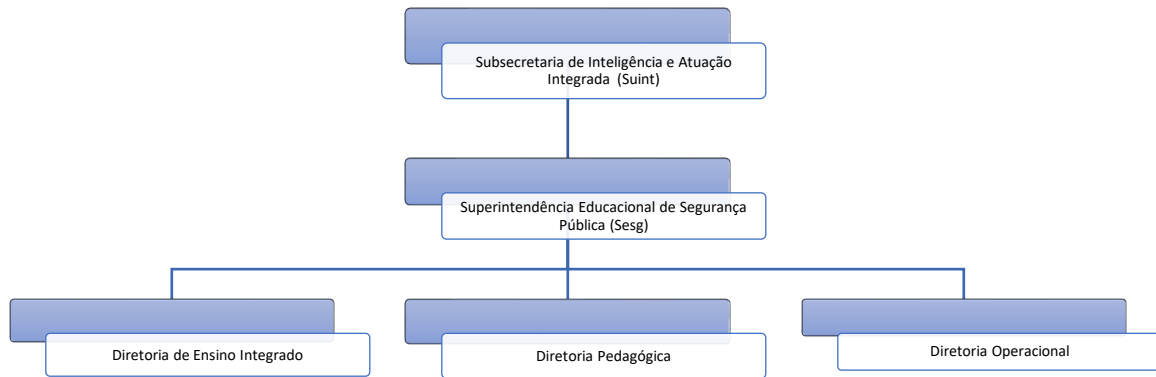 Subsecretaria de Inteligência e Atuação
Integrada (Suint)
Superintendência Educacional de Segurança
Pública (Sesg)
Diretoria de Ensino Integrado
Diretoria Pedagógica
Diretoria Operacional